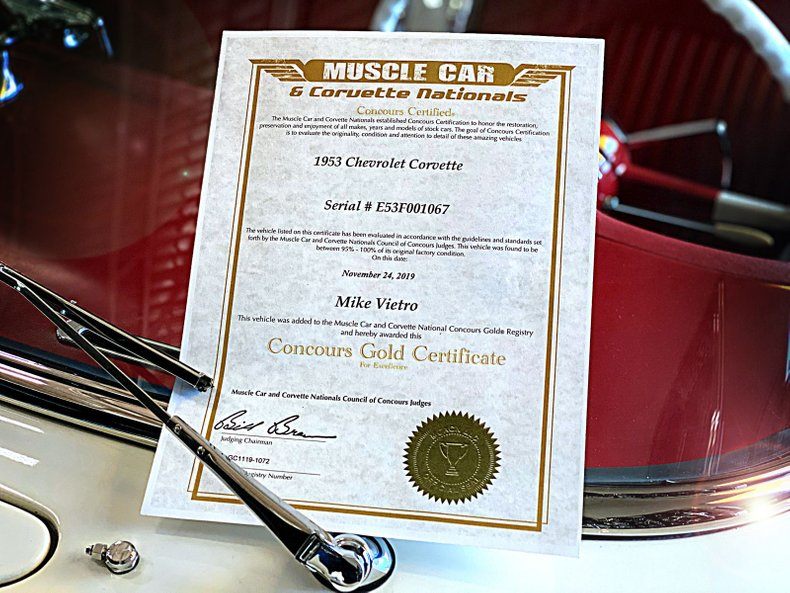 MUSCLE CAR
& Corvette Nationals
Concours Certified:
The Muscle Car and Corvette Nationals established Concours Certification to honor the restoration,
preservation and enjoyment of all makes, years and models of stock cars. The goal of Concours Certification
is to evaluate the originality, condition and attention to detail of these amazing vehicles
1953 Chevrolet Corvette
Serial # E53F001067
The vehicle listed on this certificate has been evaluated in accordance with the guidelines and standards set
forth by the Muscle Car and Corvette Nationals Council of Concours Judges. This vehicle was found to be
between 95% - 100% of its original factory condition.
On this date:
November 24, 2019
Mike Vietro
This vehicle was added to the Muscle Car and Corvette National Concours Golde Registry
and hereby awarded this
Concours Gold Certificate
For Excellence
Muscle Car and Corvette Nationals Council of Concours Judges
Judging Chairman
GC1119-1072
Registry Number